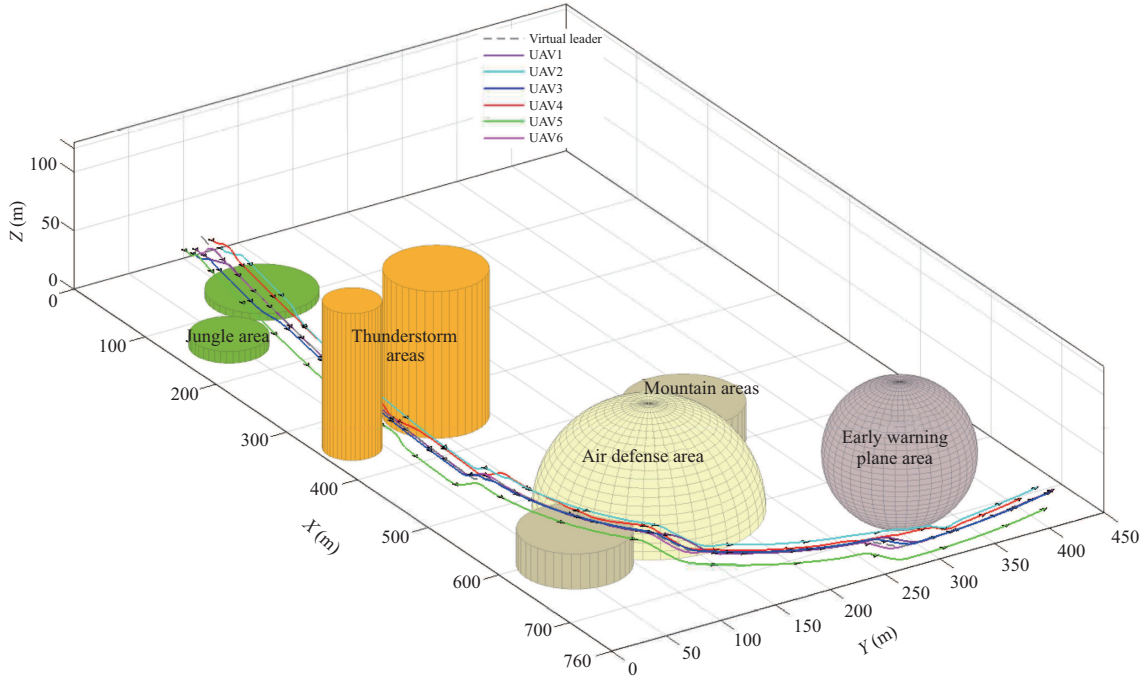 Virtual leader
UAV1
UAV2
UAV3
UAV4
UAV5
UAV6
100
50
0
Z (m)
0
100
200
300
400
500
600
700
760
X (m)
0
50
100
150
200
250
300
350
400
450
Y (m)
Jungle area
Thunderstorm
areas
Mountain areas
Air defense area
Early warning
plane area